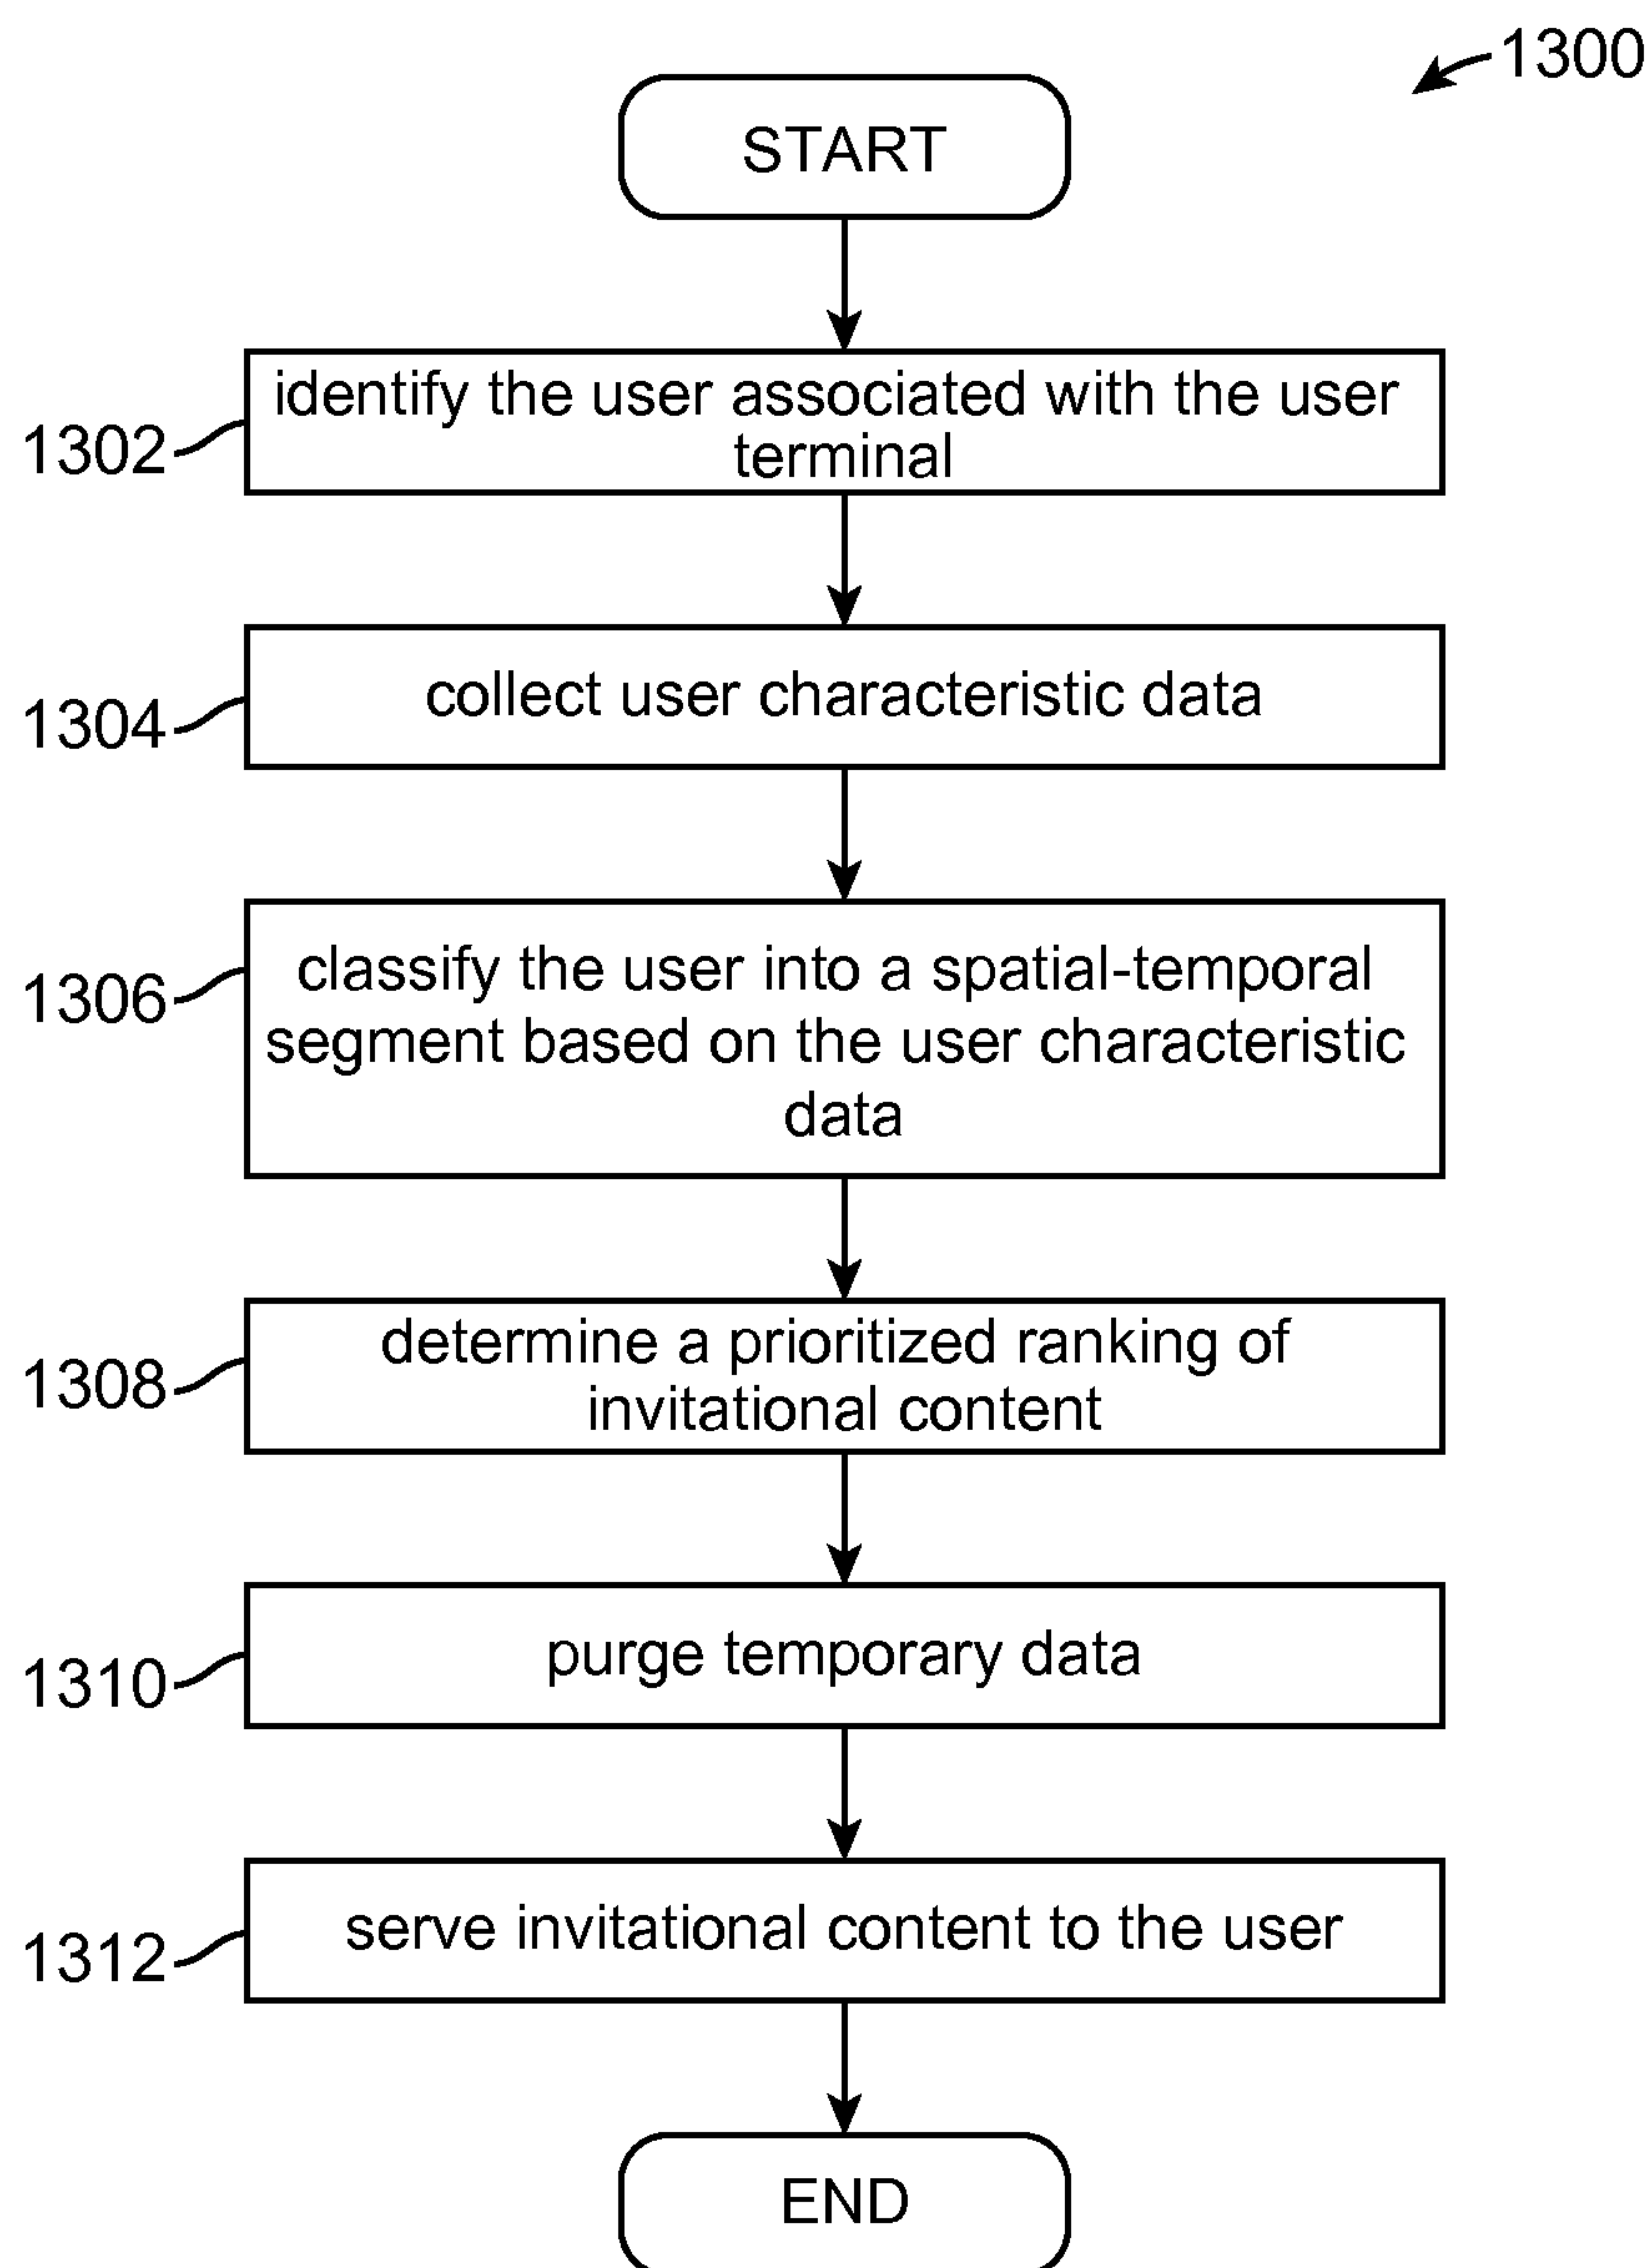 1300
START
1302
identify the user associated with the user
terminal
1304
collect user characteristic data
1306
classify the user into a spatial-temporal
segment based on the user characteristic
data
1308
determine a prioritized ranking of
invitational content
1310
purge temporary data
1312
serve invitational content to the user
END